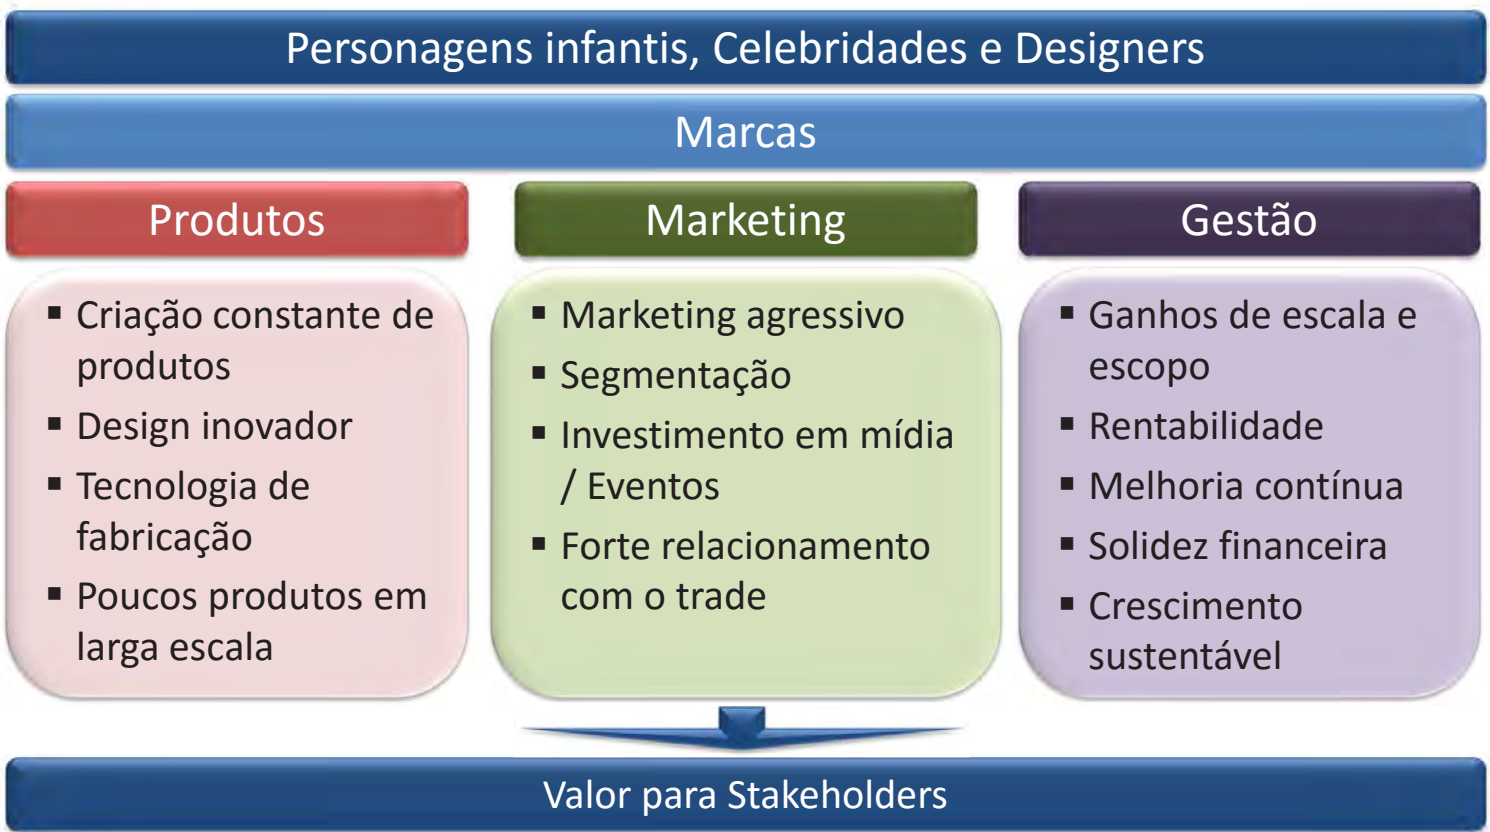 Personagens infantis, Celebridades e Designers
Marcas
Produtos
▪ Criação constante de
produtos
▪ Design inovador
▪ Tecnologia de
fabricação
▪ Poucos produtos em
larga escala
Marketing
▪ Marketing agressivo
▪ Segmentação
▪ Investimento em mídia
/ Eventos
▪ Forte relacionamento
com o trade
Gestão
▪ Ganhos de escala e
escopo
▪ Rentabilidade
▪ Melhoria contínua
▪ Solidez financeira
▪ Crescimento
sustentável
Valor para Stakeholders